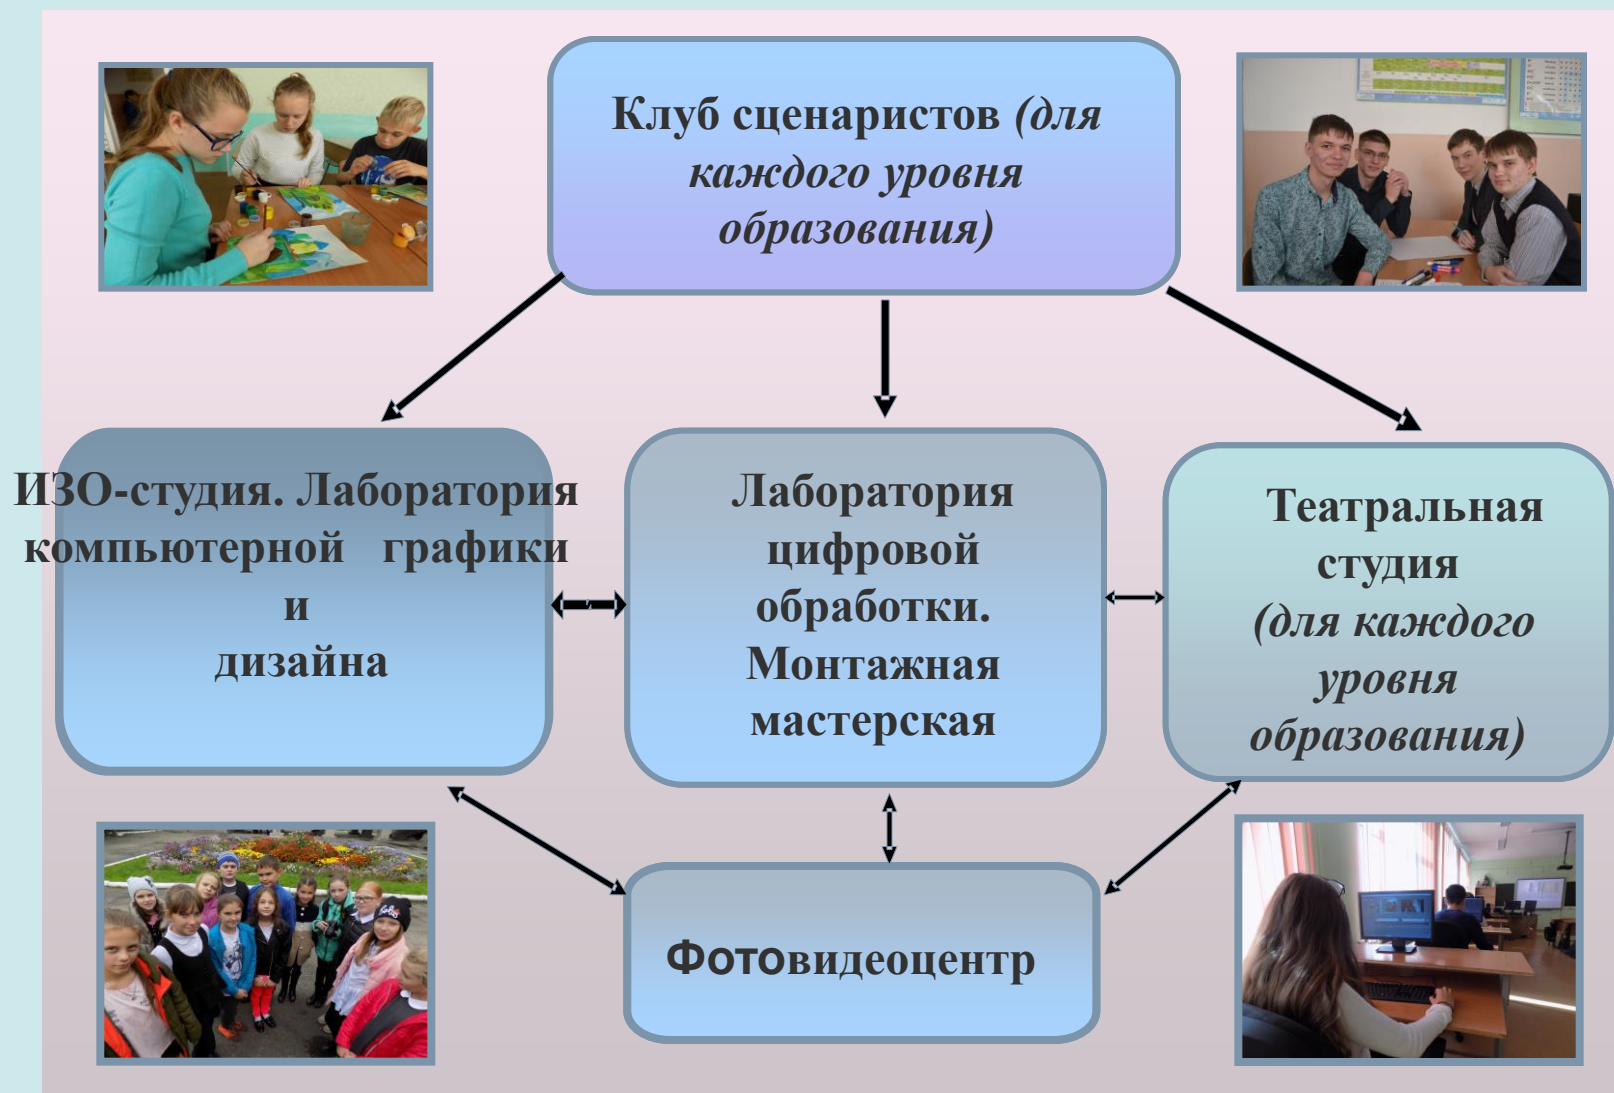 Клуб сценаристов (для
каждого уровня
образования)
ИЗО-студия. Лаборатория
компьютерной графики
и
дизайна
Лаборатория
цифровой
обработки.
Монтажная
мастерская
Театральная
студия
(для каждого
уровня
образования)
Фотовидеоцентр